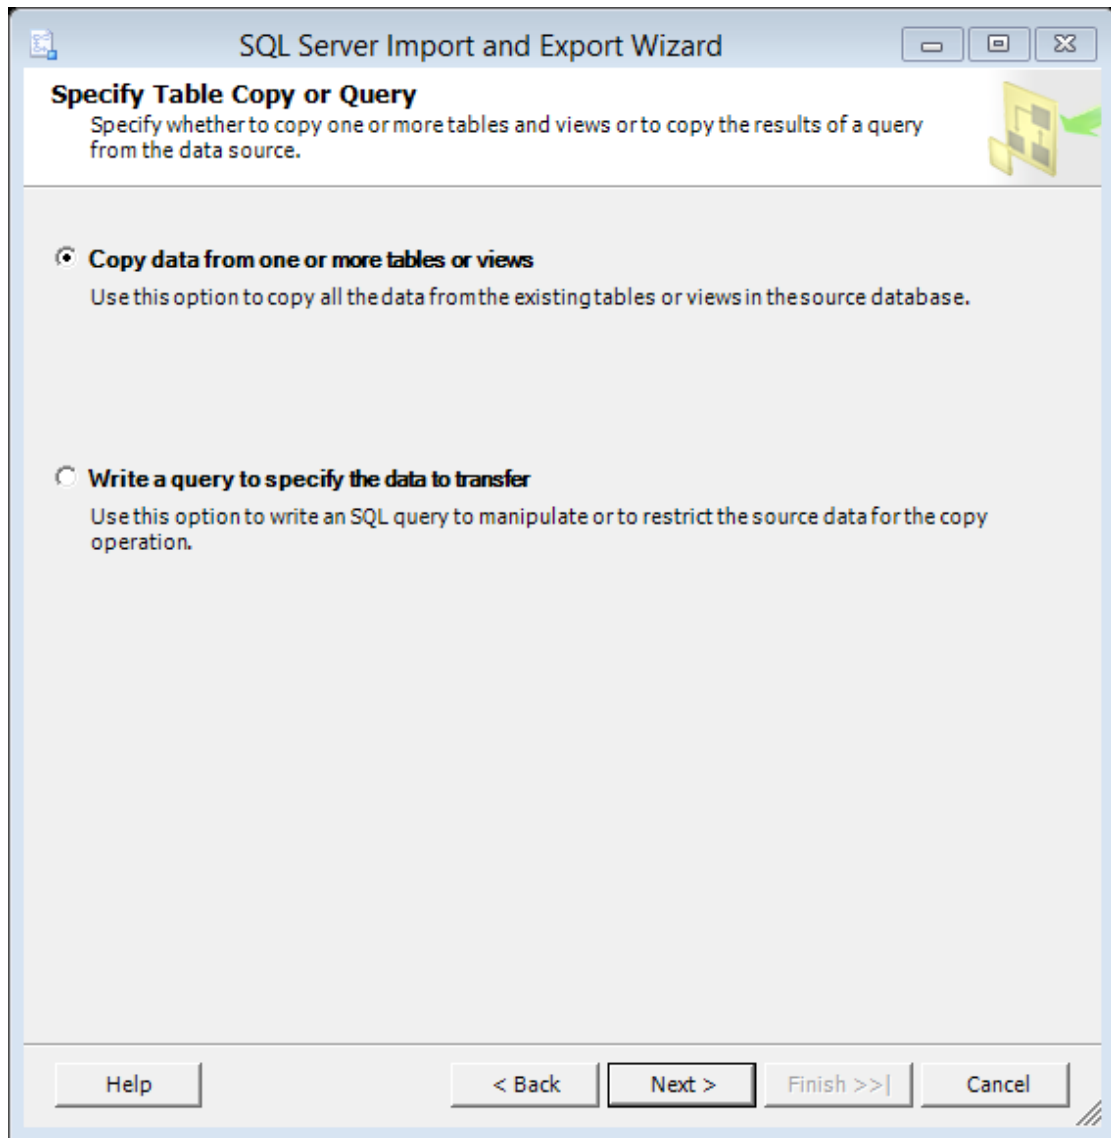 SQL Server Import and Export Wizard
Specify Table Copy or Query
Specify whether to copy one or more tables and views or to copy the results of a query
from the data source.
Copy data from one or more tables or views
Use this option to copy all the data from the existing tables or views in the source database.
Write a query to specify the data to transfer
Use this option to write an SQL query to manipulate or to restrict the source data for the copy
operation.
Help < Back Next > Finish >>| Cancel